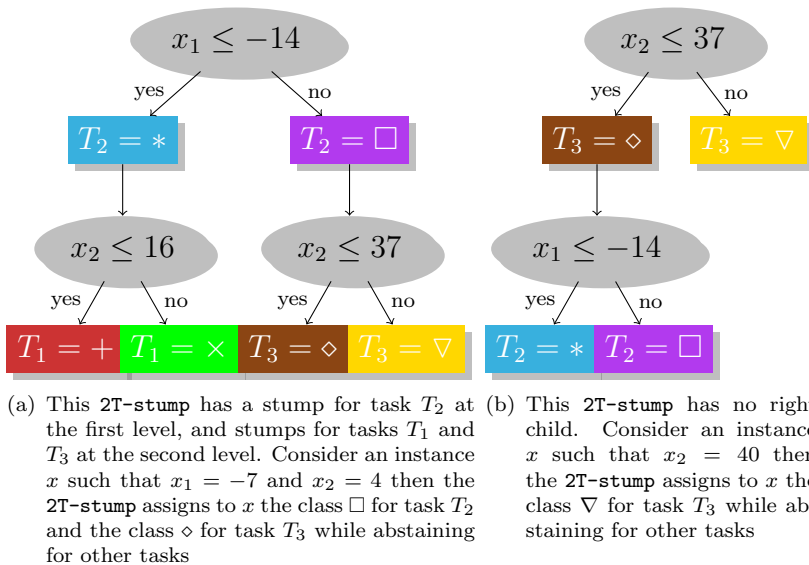 x₁ ≤ −14
yes
no
T₂ = ∗
T₂ = □
x₂ ≤ 16
x₂ ≤ 37
yes
no
yes
no
T₁ = +
T₁ = ×
T₃ = ⋄
T₃ = ▽
(a) This 2T-stump has a stump for task T₂ at
the first level, and stumps for tasks T₁ and
T₃ at the second level. Consider an instance
x such that x₁ = −7 and x₂ = 4 then the
2T-stump assigns to x the class □ for task T₂
and the class ⋄ for task T₃ while abstaining
for other tasks
x₂ ≤ 37
yes
no
T₃ = ⋄
T₃ = ▽
x₁ ≤ −14
yes
no
T₂ = ∗
T₂ = □
(b) This 2T-stump has no right
child. Consider an instance
x such that x₂ = 40 then
the 2T-stump assigns to x the
class ▽ for task T₃ while ab-
staining for other tasks